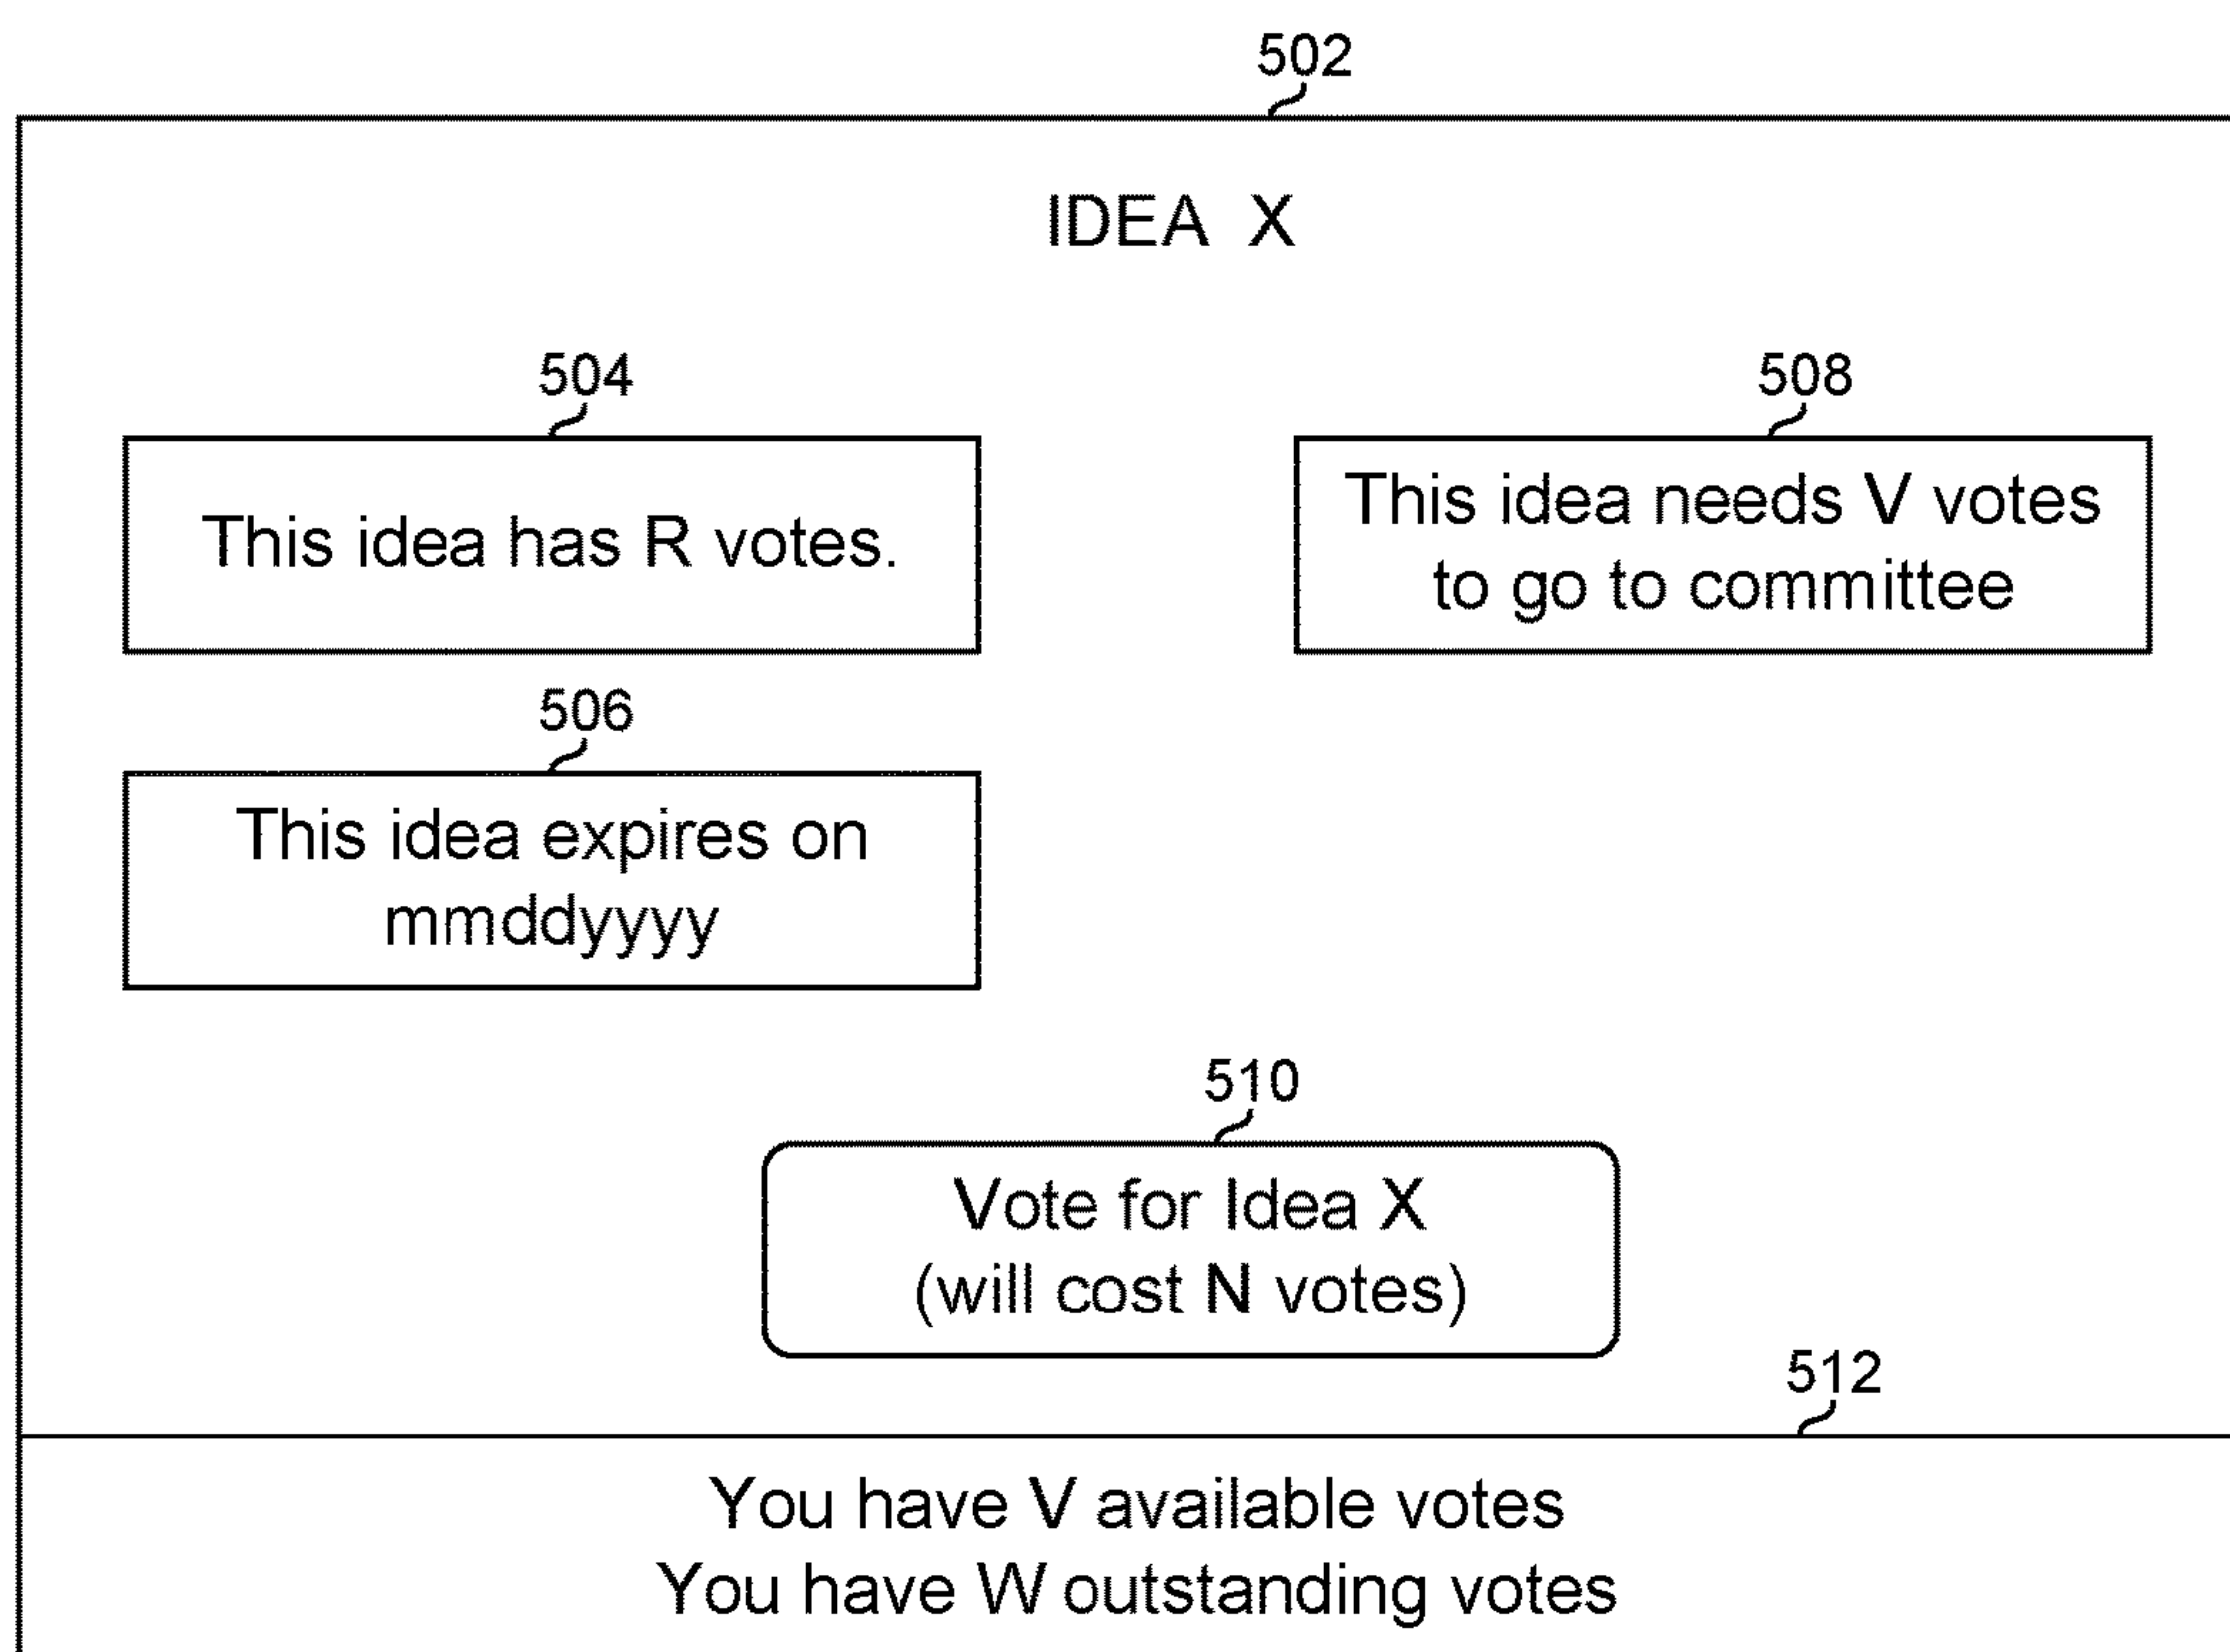 502
IDEA X
504
This idea has R votes.
508
This idea needs V votes
to go to committee
506
This idea expires on
mmddyyyy
510
Vote for Idea X
(will cost N votes)
512
You have V available votes
You have W outstanding votes